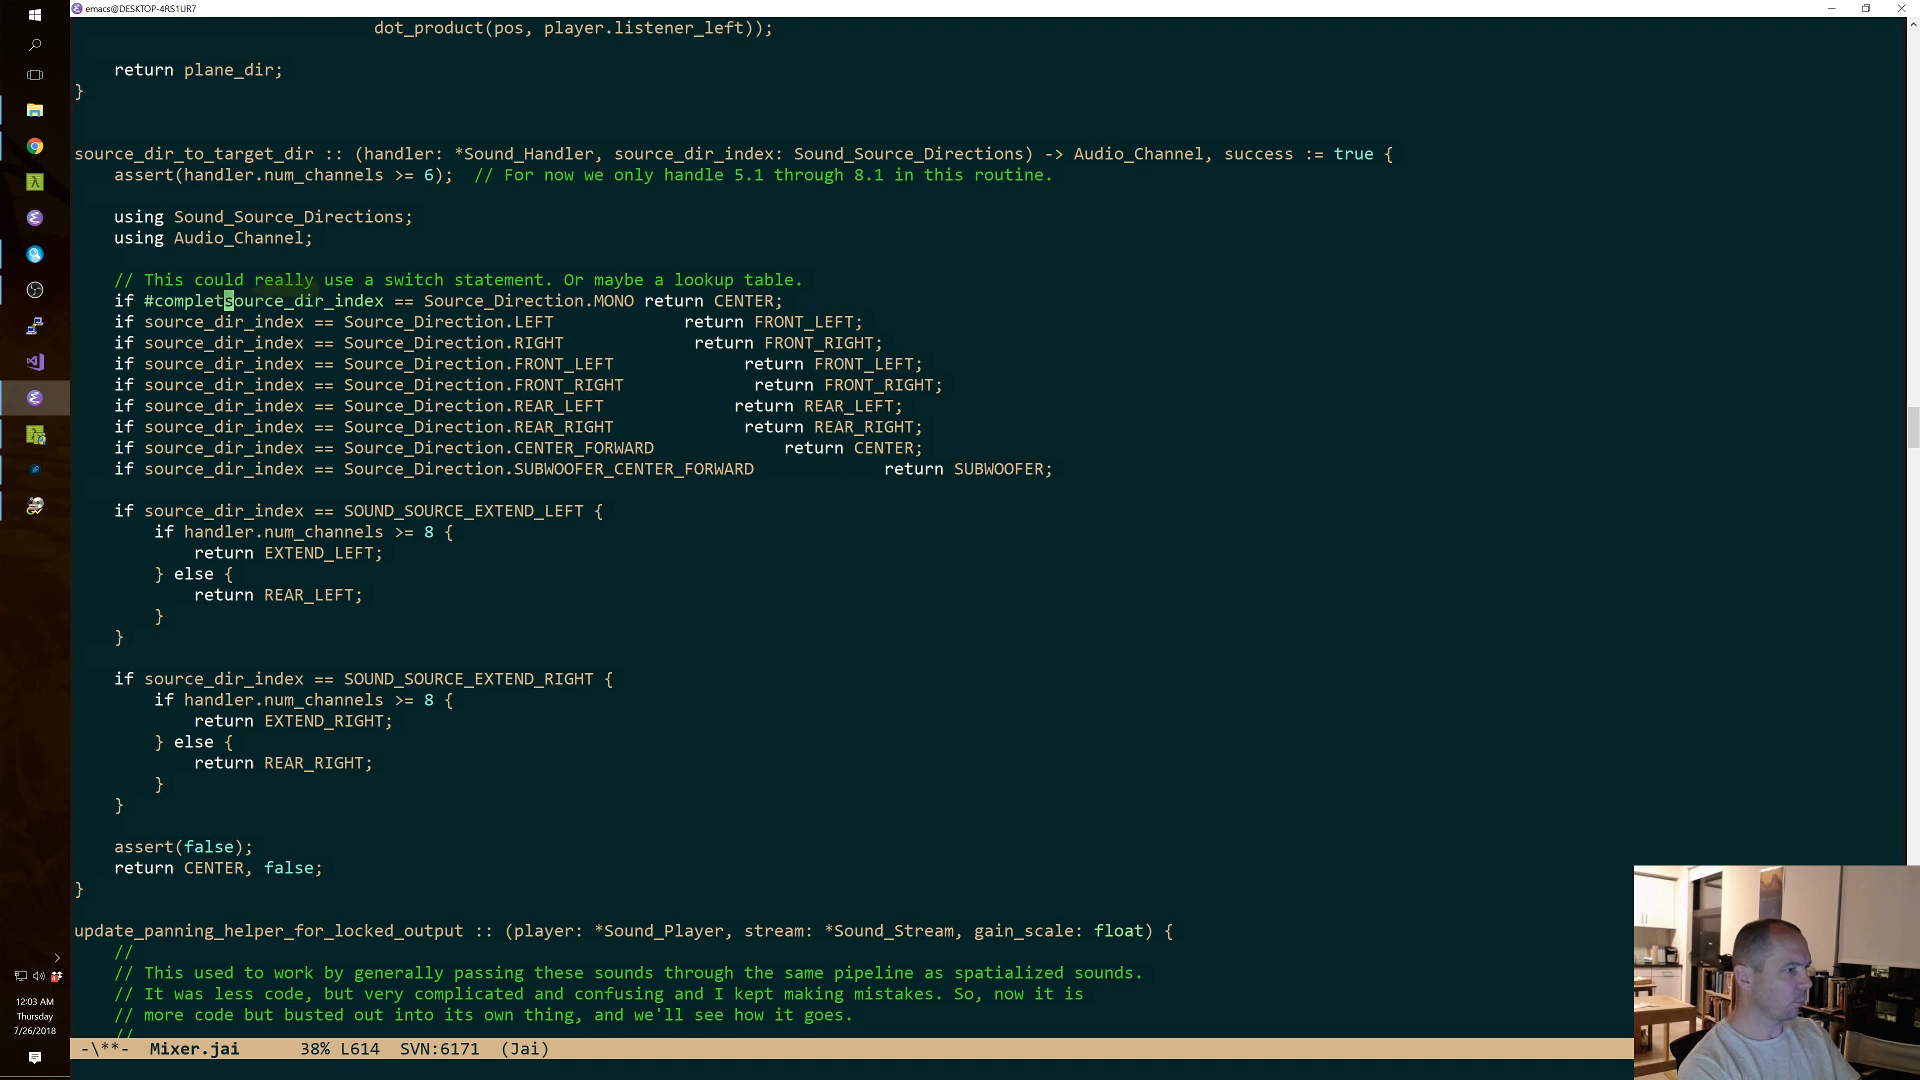 emacs@DESKTOP-4RS1UR7
dot_product(pos, player.listener_left));
return plane_dir;
}
source_dir_to_target_dir :: (handler: *Sound_Handler, source_dir_index: Sound_Source_Directions) -> Audio_Channel, success := true {
assert(handler.num_channels >= 6);  // For now we only handle 5.1 through 8.1 in this routine.
using Sound_Source_Directions;
using Audio_Channel;
// This could really use a switch statement. Or maybe a lookup table.
if #completsource_dir_index == Source_Direction.MONO return CENTER;
if source_dir_index == Source_Direction.LEFT             return FRONT_LEFT;
if source_dir_index == Source_Direction.RIGHT             return FRONT_RIGHT;
if source_dir_index == Source_Direction.FRONT_LEFT             return FRONT_LEFT;
if source_dir_index == Source_Direction.FRONT_RIGHT             return FRONT_RIGHT;
if source_dir_index == Source_Direction.REAR_LEFT             return REAR_LEFT;
if source_dir_index == Source_Direction.REAR_RIGHT             return REAR_RIGHT;
if source_dir_index == Source_Direction.CENTER_FORWARD             return CENTER;
if source_dir_index == Source_Direction.SUBWOOFER_CENTER_FORWARD             return SUBWOOFER;
if source_dir_index == SOUND_SOURCE_EXTEND_LEFT {
if handler.num_channels >= 8 {
return EXTEND_LEFT;
} else {
return REAR_LEFT;
}
}
if source_dir_index == SOUND_SOURCE_EXTEND_RIGHT {
if handler.num_channels >= 8 {
return EXTEND_RIGHT;
} else {
return REAR_RIGHT;
}
}
assert(false);
return CENTER, false;
}
update_panning_helper_for_locked_output :: (player: *Sound_Player, stream: *Sound_Stream, gain_scale: float) {
//
// This used to work by generally passing these sounds through the same pipeline as spatialized sounds.
// It was less code, but very complicated and confusing and I kept making mistakes. So, now it is
// more code but busted out into its own thing, and we'll see how it goes.
//
-\**-  Mixer.jai      38% L614  SVN:6171  (Jai)
12:03 AM
Thursday
7/26/2018